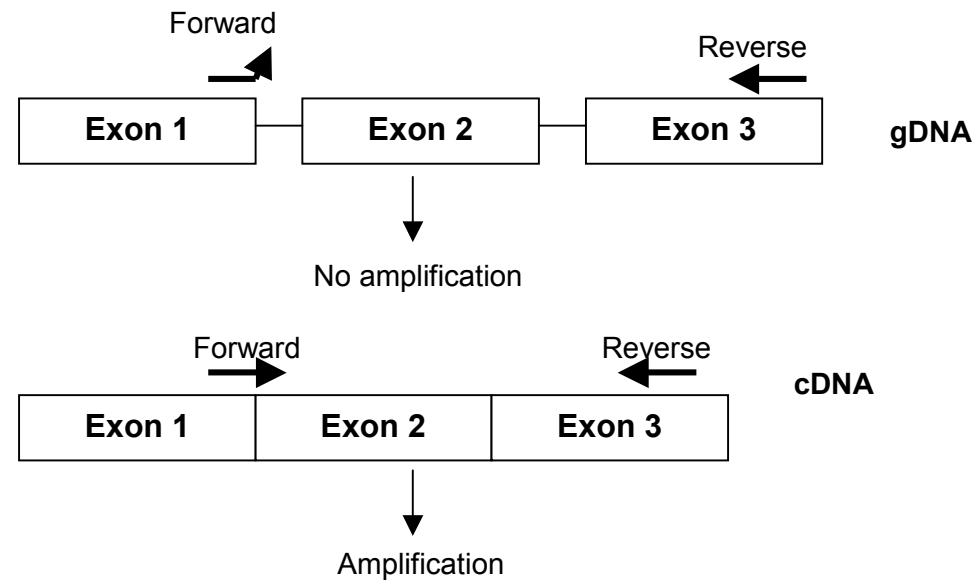 Forward
Reverse
Exon 1 Exon 2 Exon 3 gDNA
No amplification
Forward Reverse
cDNA
Exon 1 Exon 2 Exon 3
Amplification